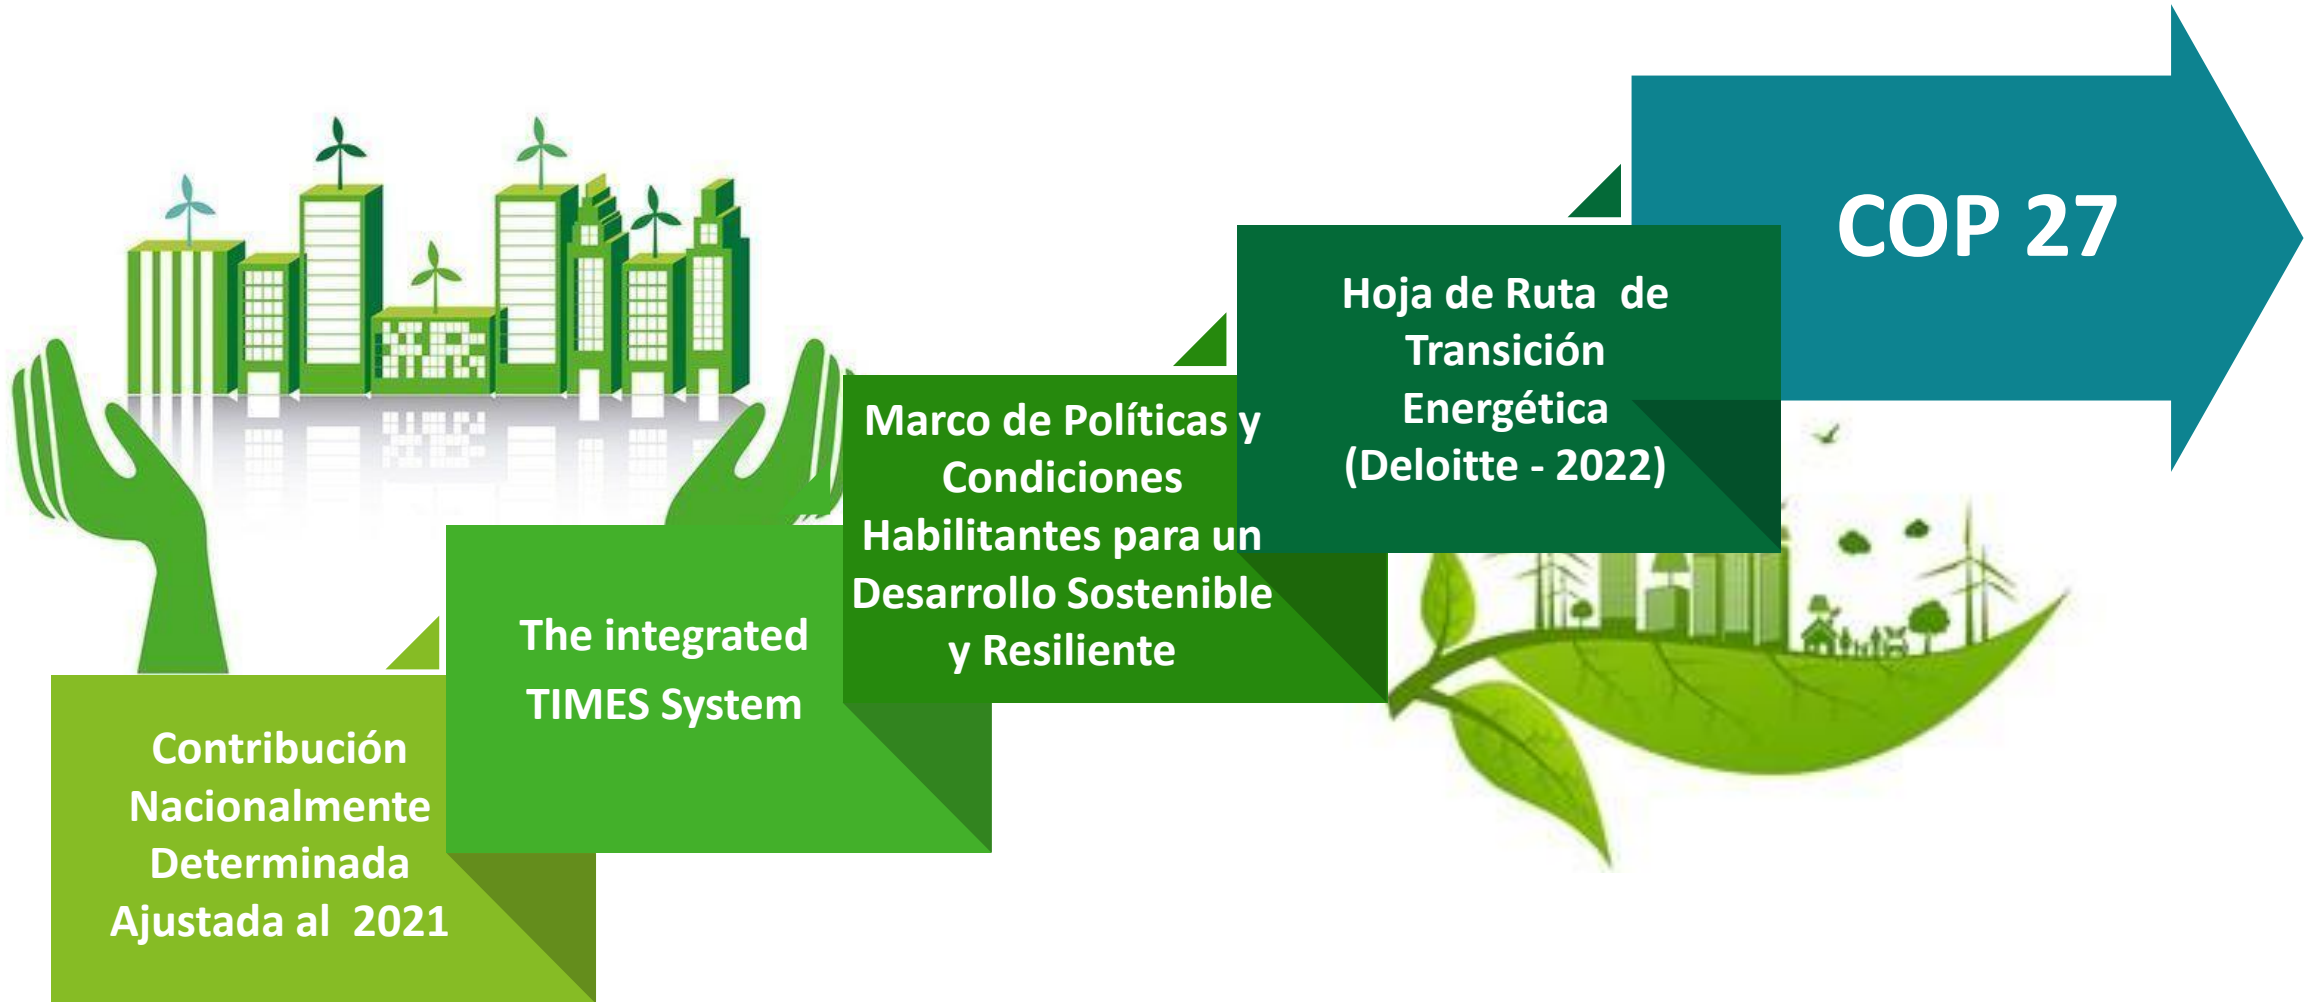 Contribución
Nacionalmente
Determinada
Ajustada al  2021
The integrated
TIMES System
Marco de Políticas y
Condiciones
Habilitantes para un
Desarrollo Sostenible
y Resiliente
Hoja de Ruta  de
Transición
Energética
(Deloitte - 2022)
COP 27